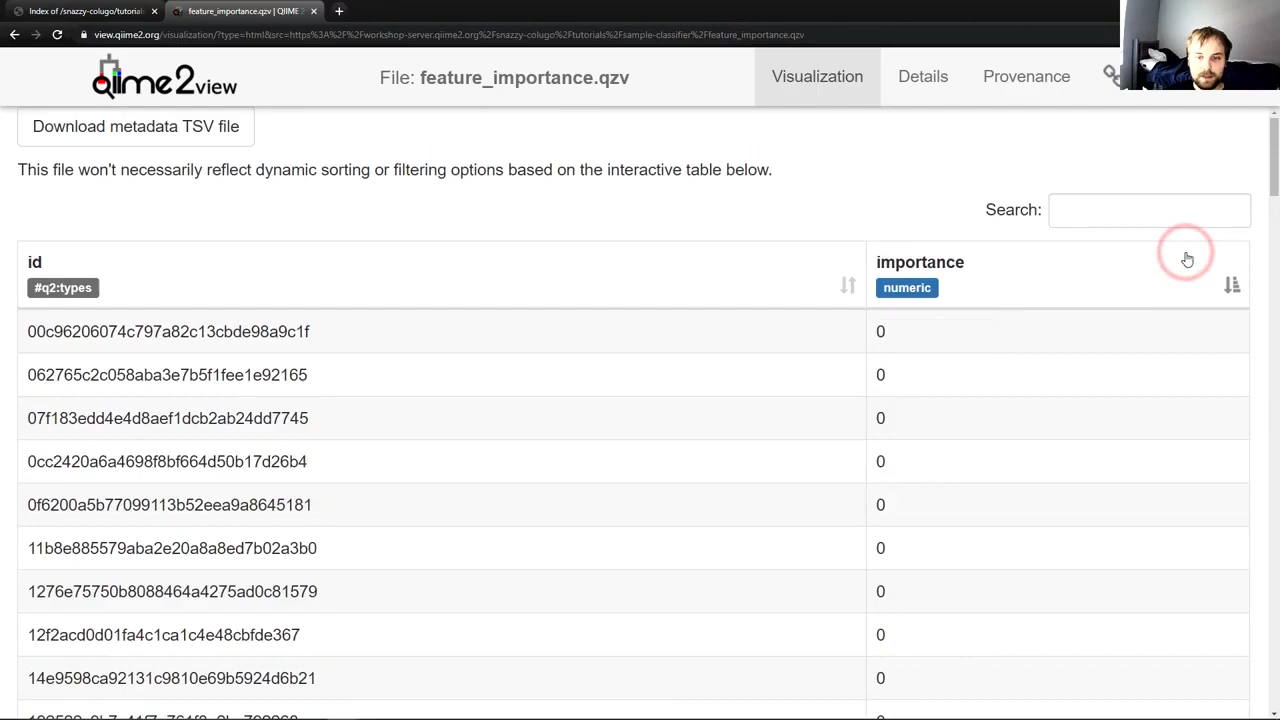 Index of /snazzy-colugo/tutorials
feature_importance.qzv | QIIME
view.qiime2.org/visualization/?type=html&src=https%3A%2F%2Fworkshop-server.qiime2.org%2Fsnazzy-colugo%2Ftutorials%2Fsample-classifier%2Ffeature_importance.qzv
qiime2view
File: feature_importance.qzv
Visualization
Details
Provenance
Download metadata TSV file
This file won't necessarily reflect dynamic sorting or filtering options based on the interactive table below.
Search:
id
importance
#q2:types
numeric
00c96206074c797a82c13cbde98a9c1f 0
062765c2c058aba3e7b5f1fee1e92165 0
07f183edd4e4d8aef1dcb2ab24dd7745 0
0cc2420a6a4698f8bf664d50b17d26b4 0
0f6200a5b77099113b52eea9a8645181 0
11b8e885579aba2e20a8a8ed7b02a3b0 0
1276e75750b8088464a4275ad0c81579 0
12f2acd0d01fa4c1ca1c4e48cbfde367 0
14e9598ca92131c9810e69b5924d6b21 0